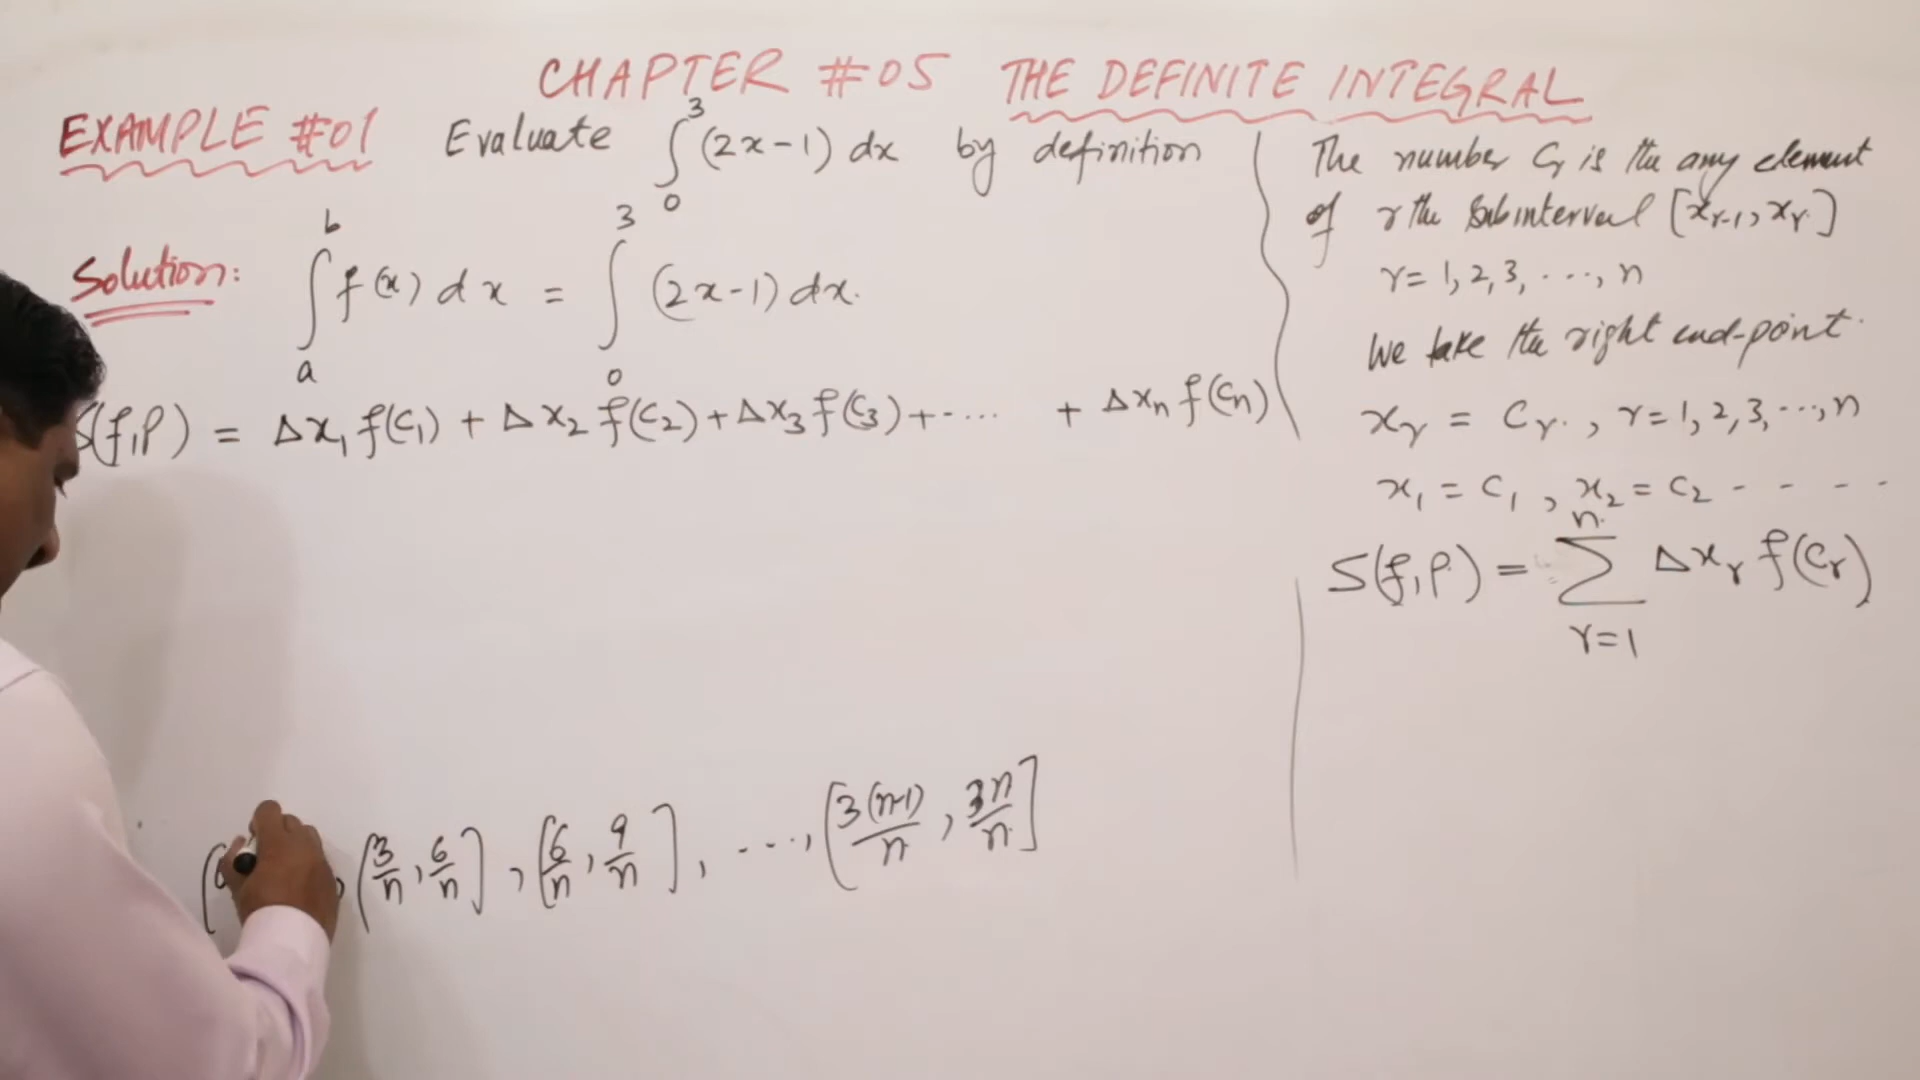 CHAPTER #05 THE DEFINITE INTEGRAL
EXAMPLE #01 Evaluate ∫₀³ (2x-1) dx by definition
Solution: ∫ₐᵇ f(x) dx = ∫₀³ (2x-1) dx.
S(f,P) = Δx₁ f(C₁) + Δx₂ f(C₂) + Δx₃ f(C₃) + .... + Δxₙ f(Cₙ)
, [3/n, 6/n], [6/n, 9/n], ...., [3(n-1)/n, 3n/n]
The number Cᵣ is the any element
of r the Subinterval [xᵣ₋₁, xᵣ]
r = 1, 2, 3, ..., n
We take the right end-point.
xᵣ = Cᵣ., r = 1, 2, 3, ..., n
x₁ = C₁, x₂ = C₂ - - - -
S(f,P) = ∑ᵣ₌₁ⁿ Δxᵣ f(Cᵣ)